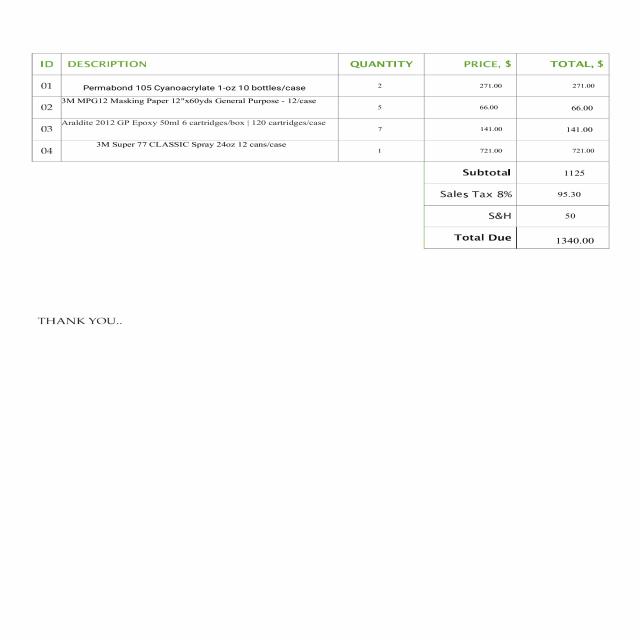 ID DESCRIPTION QUANTITY PRICE, $ TOTAL, $
01 Permabond 105 Cyanoacrylate 1-oz 10 bottles/case 2 271.00 271.00
02 3M MPG12 Masking Paper 12"x60yds General Purpose - 12/case 5 66.00 66.00
03 Araldite 2012 GP Epoxy 50ml 6 cartridges/box | 120 cartridges/case 7 141.00 141.00
04 3M Super 77 CLASSIC Spray 24oz 12 cans/case 1 721.00 721.00
Subtotal 1125
Sales Tax 8% 95.30
S&H 50
Total Due 1340.00
THANK YOU..